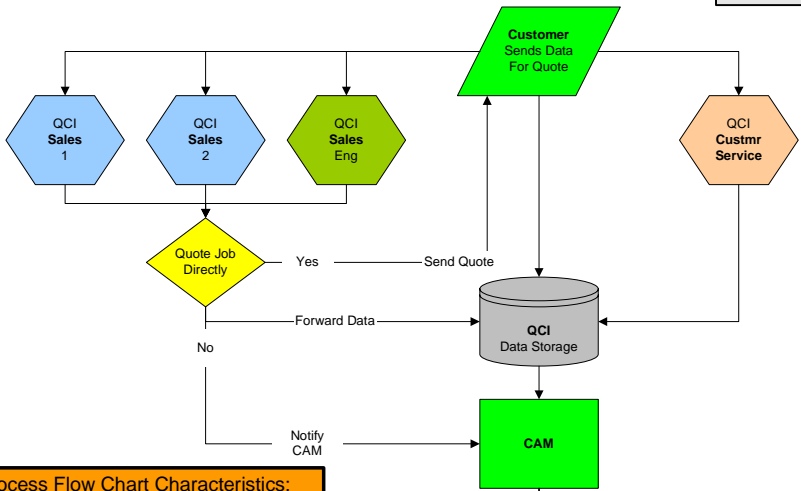 Customer
Sends Data
For Quote
QCI
Sales
1
QCI
Sales
2
QCI
Sales
Eng
QCI
Custmr
Service
Quote Job
Directly
Yes
Send Quote
Forward Data
QCI
Data Storage
No
Notify
CAM
CAM
ocess Flow Chart Characteristics: